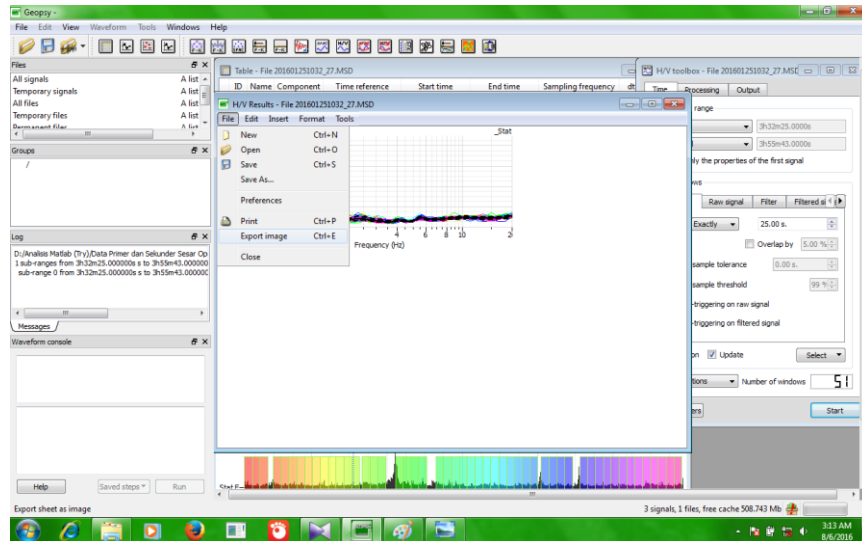 Geopsy -
File Edit View Waveform Tools Windows Help
Files
All signals A list
Temporary signals A list
All files A list
Temporary files A list
Permanent files A list
Groups
/
Log
D:/Analisis Matlab (Try)/Data Primer dan Sekunder Sesar Op
1 sub-ranges from 3h32m25.000000s s to 3h55m43.000000
sub-range 0 from 3h32m25.000000s to 3h55m43.000000
Messages
Waveform console
Help Saved steps Run
Export sheet as image
Table - File 201601251032_27.MSD
ID Name Component Time reference Start time End time Sampling frequency
H/V Results - File 201601251032_27.MSD
File Edit Insert Format Tools
New Ctrl+N
Open Ctrl+O
Save Ctrl+S
Save As...
Preferences
Print Ctrl+P
Export image Ctrl+E
Close
_Stat
4 6 8 10 2
Frequency (Hz)
H/V toolbox - File 201601251032_27.MSD
Time Processing Output
range
3h32m25.0000s
3h55m43.0000s
only the properties of the first signal
Raw signal Filter Filtered si
Exactly 25.00 s.
Overlap by 5.00 %
sample tolerance 0.00 s.
sample threshold 99 %
-triggering on raw signal
-triggering on filtered signal
Update Select
Number of windows 51
Start
3 signals, 1 files, free cache 508.743 Mb
3:13 AM
8/6/2016